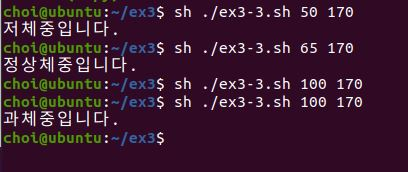 choi@ubuntu:~/ex3$ sh ./ex3-3.sh 50 170
저체중입니다.
choi@ubuntu:~/ex3$ sh ./ex3-3.sh 65 170
정상체중입니다.
choi@ubuntu:~/ex3$ sh ./ex3-3.sh 100 170
choi@ubuntu:~/ex3$ sh ./ex3-3.sh 100 170
과체중입니다.
choi@ubuntu:~/ex3$